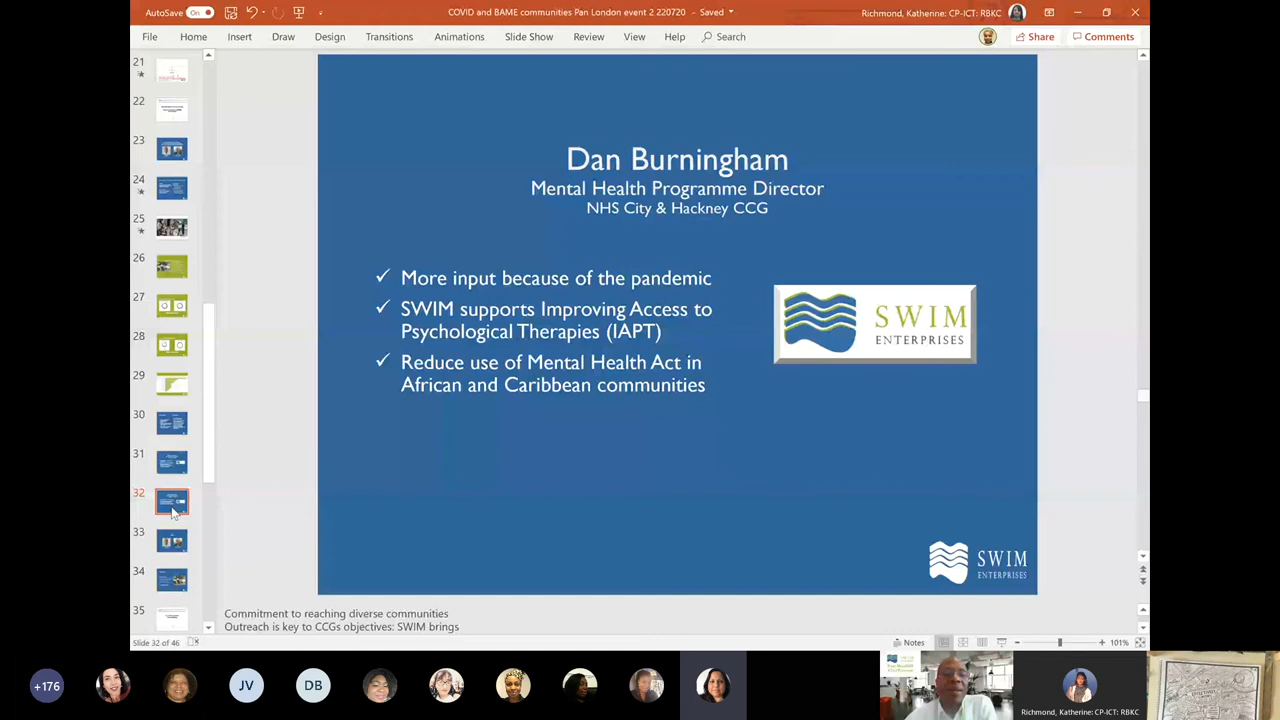 AutoSave On
COVID and BAME communities Pan London event 2 220720 - Saved
Richmond, Katherine: CP-ICT: RBKC
File Home Insert Draw Design Transitions Animations Slide Show Review View Help Search Share Comments
21
22
23
24
25
26
27
28
29
30
31
32
33
34
35
Dan Burningham
Mental Health Programme Director
NHS City & Hackney CCG
✓ More input because of the pandemic
✓ SWIM supports Improving Access to
Psychological Therapies (IAPT)
✓ Reduce use of Mental Health Act in
African and Caribbean communities
SWIM
ENTERPRISES
SWIM
ENTERPRISES
Commitment to reaching diverse communities
Outreach is key to CCGs objectives: SWIM brings
Slide 32 of 46
Notes
101%
+176
JV
DB
Richmond, Katherine: CP-ICT: RBKC